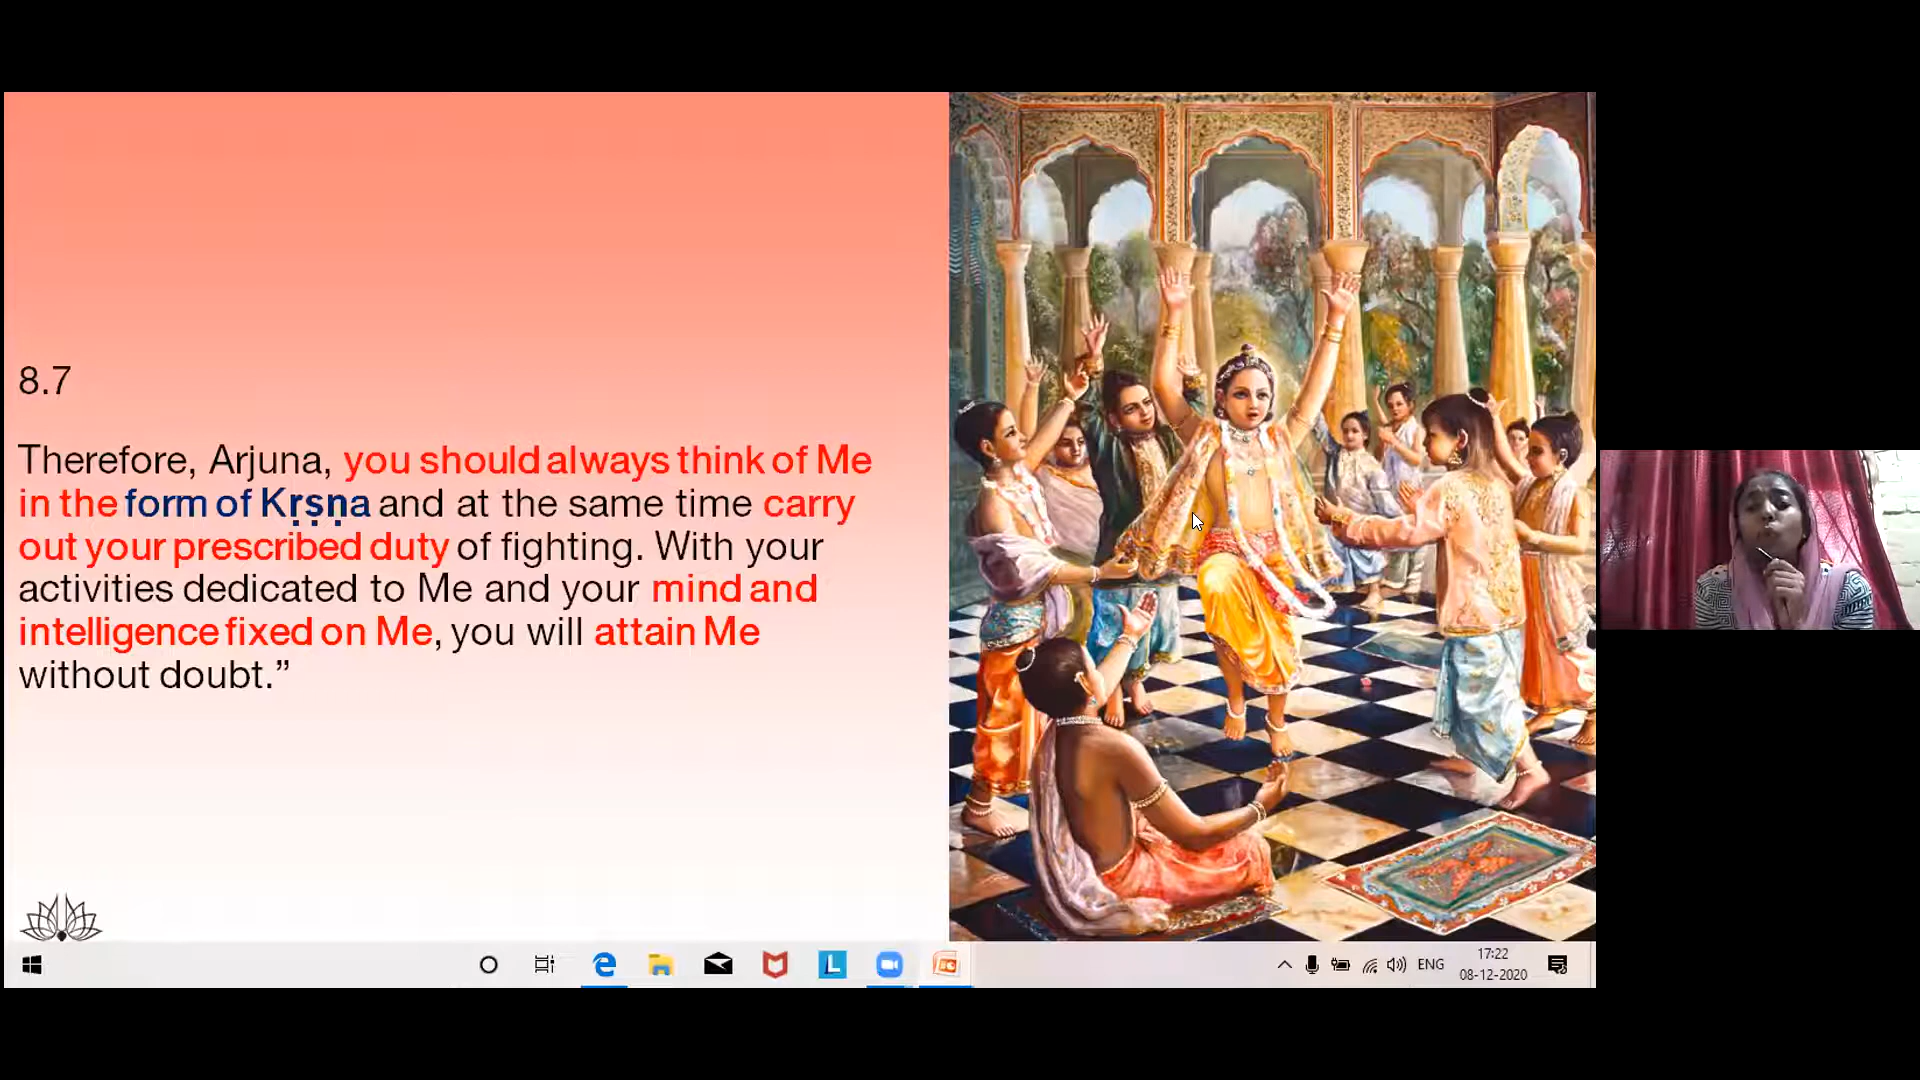 8.7
Therefore, Arjuna, you should always think of Me
in the form of Kṛṣṇa and at the same time carry
out your prescribed duty of fighting. With your
activities dedicated to Me and your mind and
intelligence fixed on Me, you will attain Me
without doubt.”
L
ENG
17:22
08-12-2020